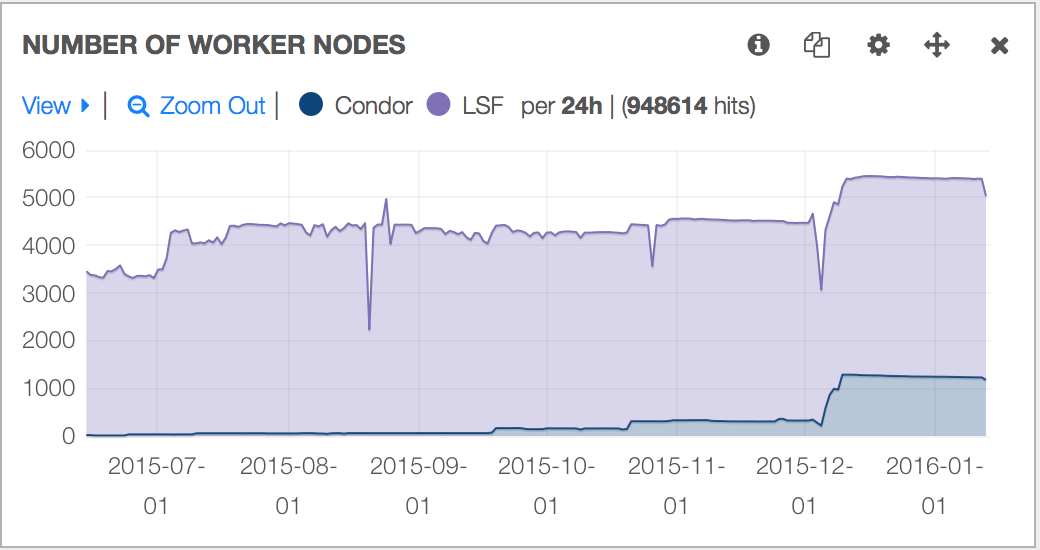 NUMBER OF WORKER NODES
View | Zoom Out | Condor LSF per 24h | (948614 hits)
6000
5000
4000
3000
2000
1000
0
2015-07- 2015-08- 2015-09- 2015-10- 2015-11- 2015-12- 2016-01-
01 01 01 01 01 01 01